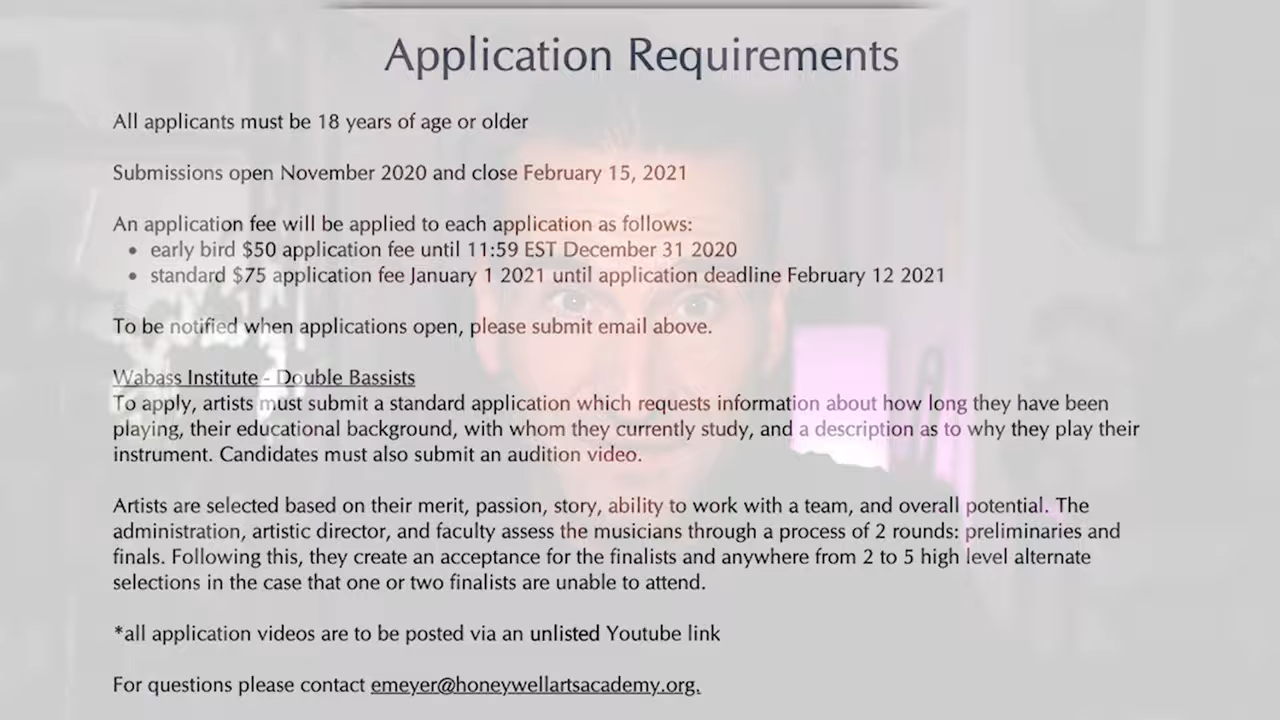 Application Requirements
All applicants must be 18 years of age or older
Submissions open November 2020 and close February 15, 2021
An application fee will be applied to each application as follows:
• early bird $50 application fee until 11:59 EST December 31 2020
• standard $75 application fee January 1 2021 until application deadline February 12 2021
To be notified when applications open, please submit email above.
Wabass Institute - Double Bassists
To apply, artists must submit a standard application which requests information about how long they have been
playing, their educational background, with whom they currently study, and a description as to why they play their
instrument. Candidates must also submit an audition video.
Artists are selected based on their merit, passion, story, ability to work with a team, and overall potential. The
administration, artistic director, and faculty assess the musicians through a process of 2 rounds: preliminaries and
finals. Following this, they create an acceptance for the finalists and anywhere from 2 to 5 high level alternate
selections in the case that one or two finalists are unable to attend.
*all application videos are to be posted via an unlisted Youtube link
For questions please contact emeyer@honeywellartsacademy.org.